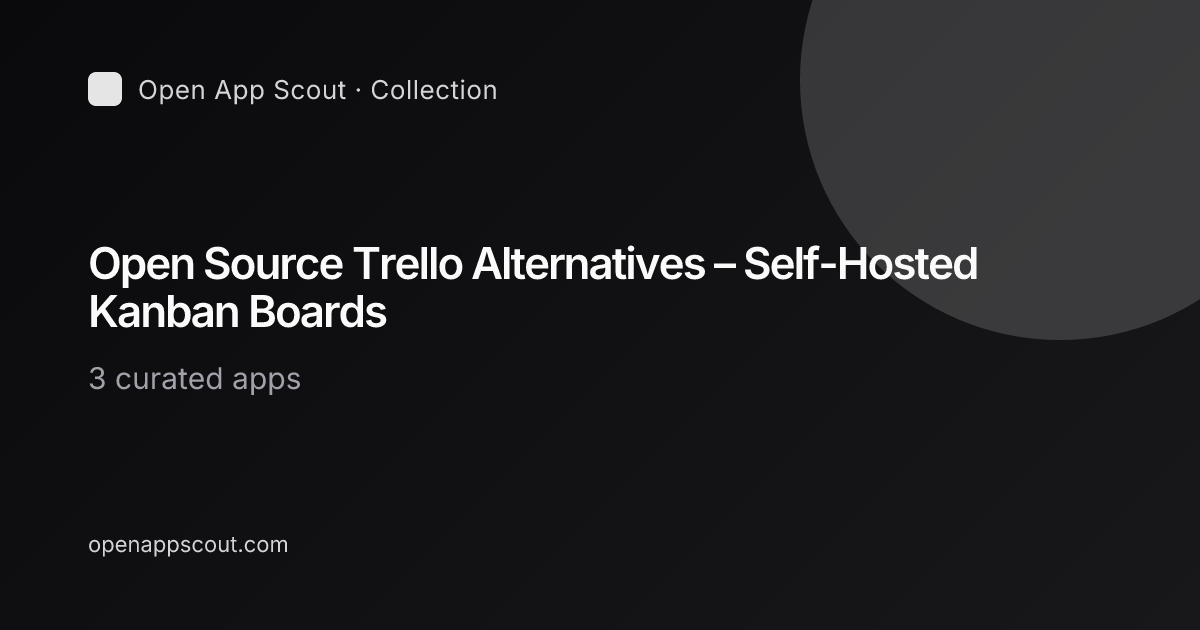 Open App Scout · Collection
Open Source Trello Alternatives – Self-Hosted
Kanban Boards
3 curated apps
openappscout.com